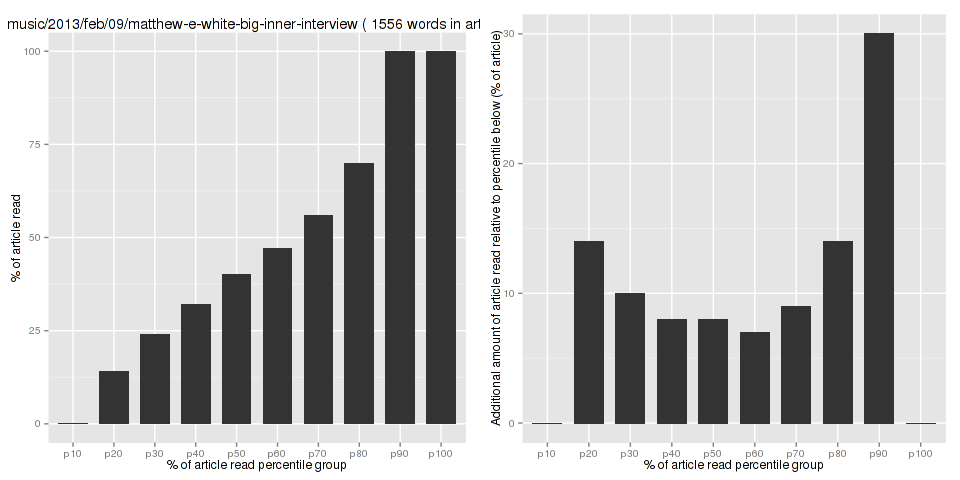 music/2013/feb/09/matthew-e-white-big-inner-interview ( 1556 words in art
% of article read
100
75
50
25
0
p10 p20 p30 p40 p50 p60 p70 p80 p90 p100
% of article read percentile group
Additional amount of article read relative to percentile below (% of article)
30
20
10
0
p10 p20 p30 p40 p50 p60 p70 p80 p90 p100
% of article read percentile group